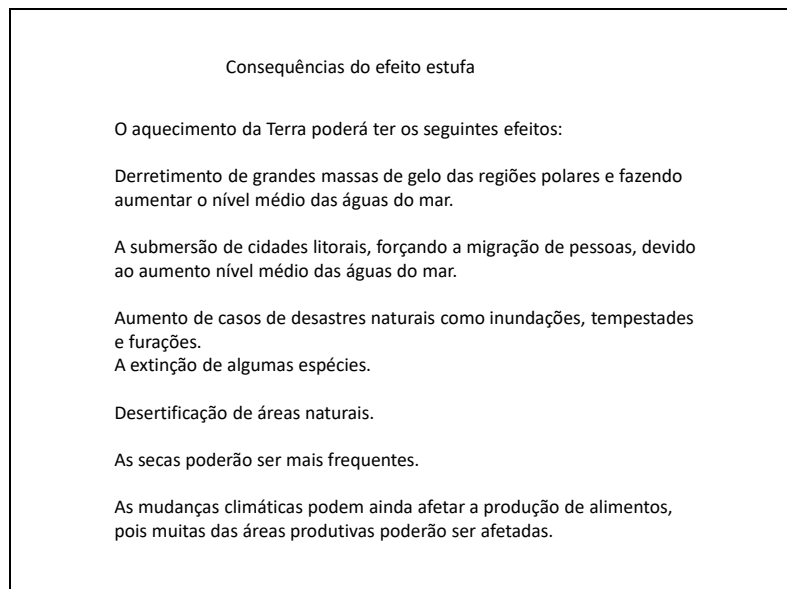 Consequências do efeito estufa
O aquecimento da Terra poderá ter os seguintes efeitos:
Derretimento de grandes massas de gelo das regiões polares e fazendo
aumentar o nível médio das águas do mar.
A submersão de cidades litorais, forçando a migração de pessoas, devido
ao aumento nível médio das águas do mar.
Aumento de casos de desastres naturais como inundações, tempestades
e furações.
A extinção de algumas espécies.
Desertificação de áreas naturais.
As secas poderão ser mais frequentes.
As mudanças climáticas podem ainda afetar a produção de alimentos,
pois muitas das áreas produtivas poderão ser afetadas.